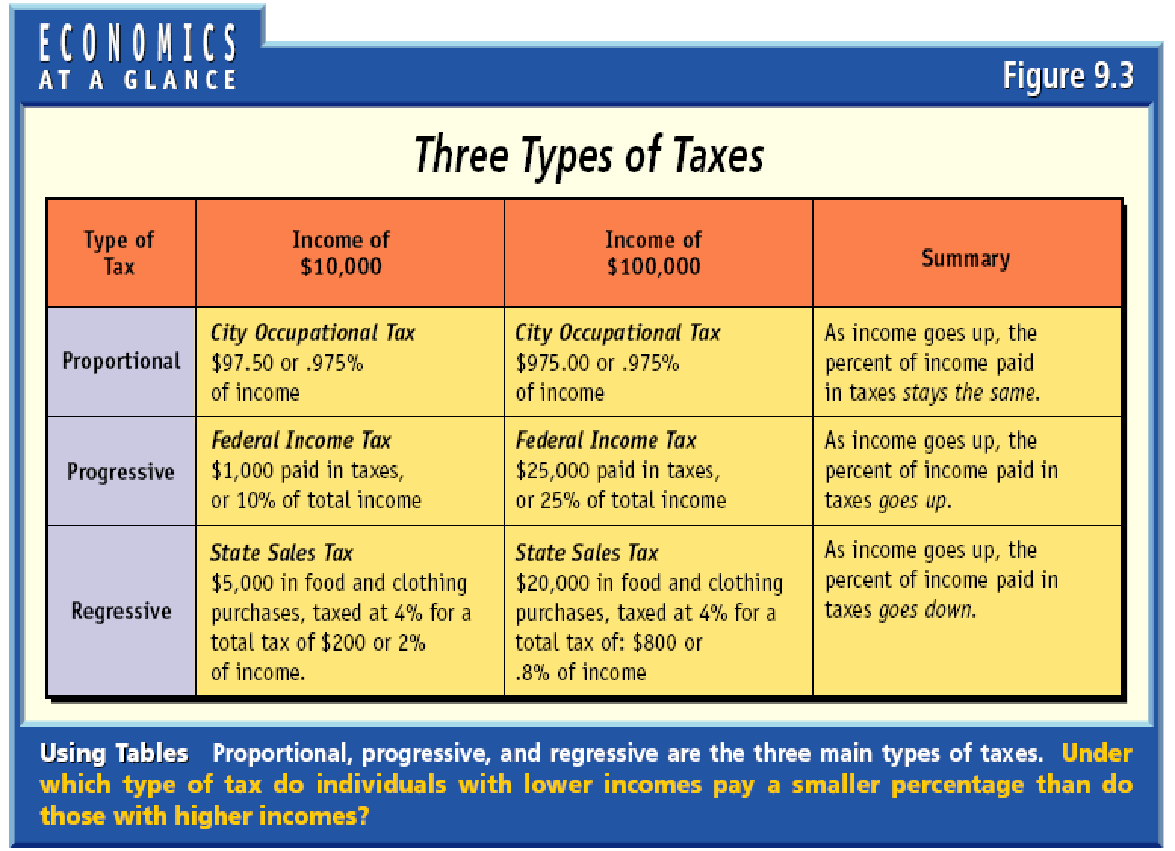 ECONOMICS
AT A GLANCE
Figure 9.3
Three Types of Taxes
Type of
Tax
Income of
$10,000
Income of
$100,000
Summary
Proportional
City Occupational Tax
$97.50 or .975%
of income
City Occupational Tax
$975.00 or .975%
of income
As income goes up, the
percent of income paid
in taxes stays the same.
Progressive
Federal Income Tax
$1,000 paid in taxes,
or 10% of total income
Federal Income Tax
$25,000 paid in taxes,
or 25% of total income
As income goes up, the
percent of income paid in
taxes goes up.
Regressive
State Sales Tax
$5,000 in food and clothing
purchases, taxed at 4% for a
total tax of $200 or 2%
of income.
State Sales Tax
$20,000 in food and clothing
purchases, taxed at 4% for a
total tax of: $800 or
.8% of income
As income goes up, the
percent of income paid in
taxes goes down.
Using Tables Proportional, progressive, and regressive are the three main types of taxes. Under
which type of tax do individuals with lower incomes pay a smaller percentage than do
those with higher incomes?